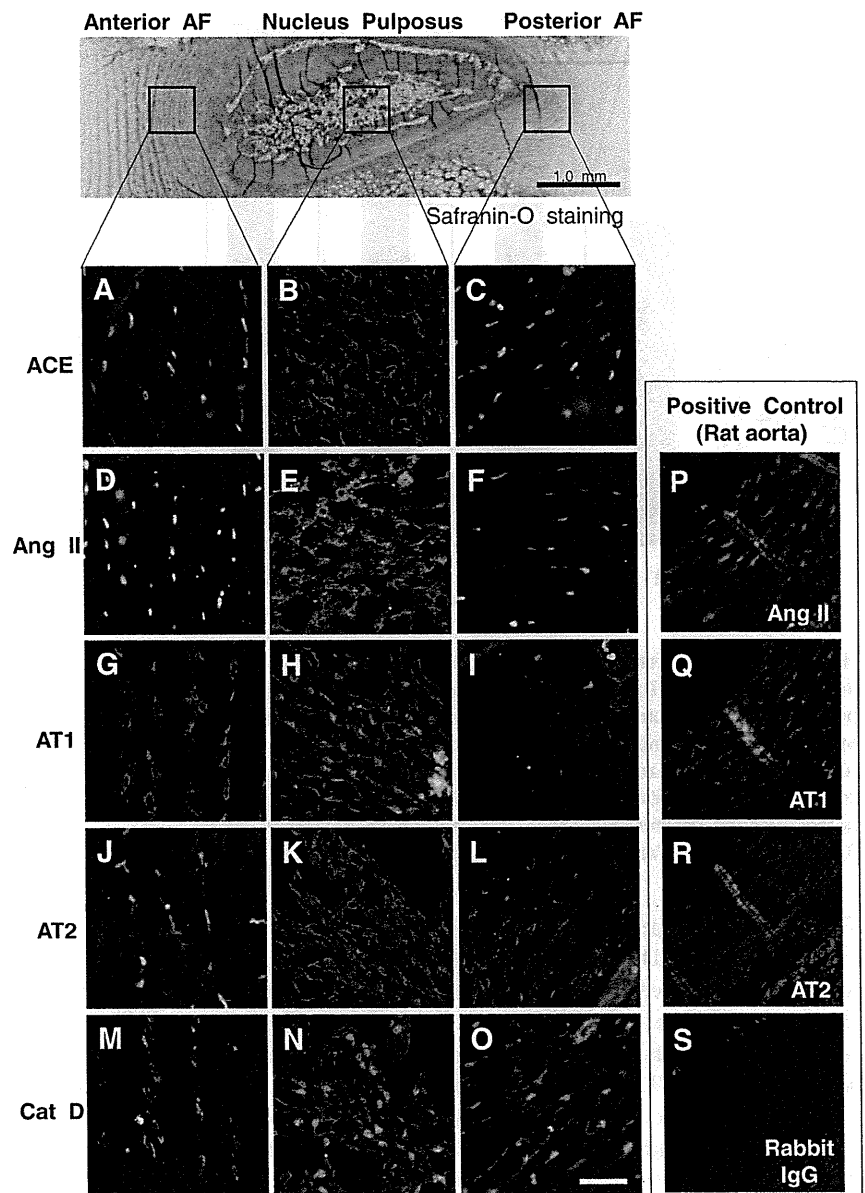 Anterior AF Nucleus Pulposus Posterior AF
1.0 mm
Safranin-O staining
A B C
ACE
Positive Control
(Rat aorta)
D E F P
Ang II
Ang II
G H I Q
AT1
AT1
J K L R
AT2
AT2
M N O S
Cat D
Rabbit
IgG